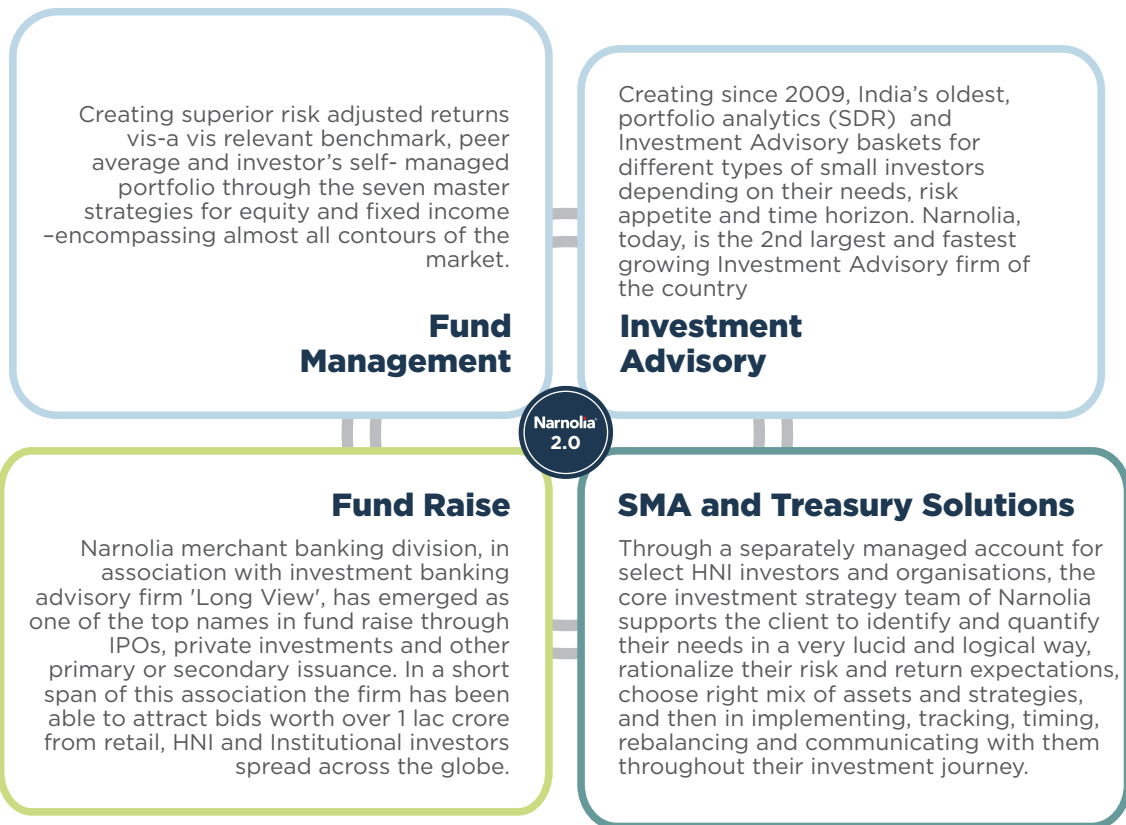 Creating superior risk adjusted returns
vis-a vis relevant benchmark, peer
average and investor's self- managed
portfolio through the seven master
strategies for equity and fixed income
–encompassing almost all contours of the
market.
Fund
Management
Creating since 2009, India's oldest,
portfolio analytics (SDR) and
Investment Advisory baskets for
different types of small investors
depending on their needs, risk
appetite and time horizon. Narnolia,
today, is the 2nd largest and fastest
growing Investment Advisory firm of
the country
Investment
Advisory
Narnolia
2.0
Fund Raise
Narnolia merchant banking division, in
association with investment banking
advisory firm 'Long View', has emerged as
one of the top names in fund raise through
IPOs, private investments and other
primary or secondary issuance. In a short
span of this association the firm has been
able to attract bids worth over 1 lac crore
from retail, HNI and Institutional investors
spread across the globe.
SMA and Treasury Solutions
Through a separately managed account for
select HNI investors and organisations, the
core investment strategy team of Narnolia
supports the client to identify and quantify
their needs in a very lucid and logical way,
rationalize their risk and return expectations,
choose right mix of assets and strategies,
and then in implementing, tracking, timing,
rebalancing and communicating with them
throughout their investment journey.